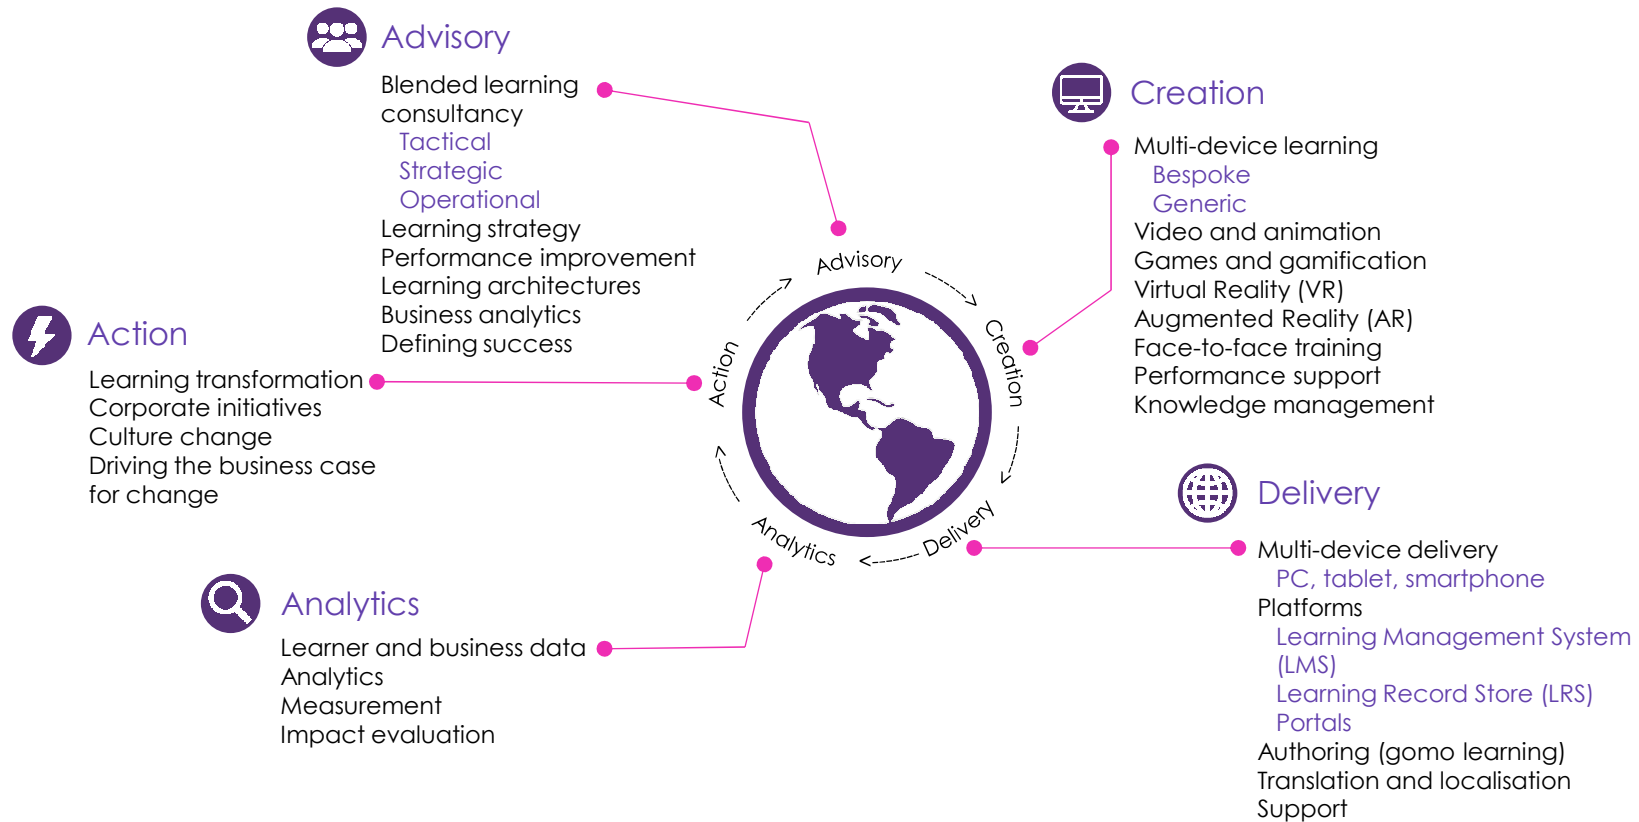 Advisory
Blended learning
consultancy
Tactical
Strategic
Operational
Learning strategy
Performance improvement
Learning architectures
Business analytics
Defining success
Creation
Multi-device learning
Bespoke
Generic
Video and animation
Games and gamification
Virtual Reality (VR)
Augmented Reality (AR)
Face-to-face training
Performance support
Knowledge management
Action
Learning transformation
Corporate initiatives
Culture change
Driving the business case
for change
Advisory
Creation
Delivery
Analytics
Action
Delivery
Multi-device delivery
PC, tablet, smartphone
Platforms
Learning Management System
(LMS)
Learning Record Store (LRS)
Portals
Authoring (gomo learning)
Translation and localisation
Support
Analytics
Learner and business data
Analytics
Measurement
Impact evaluation